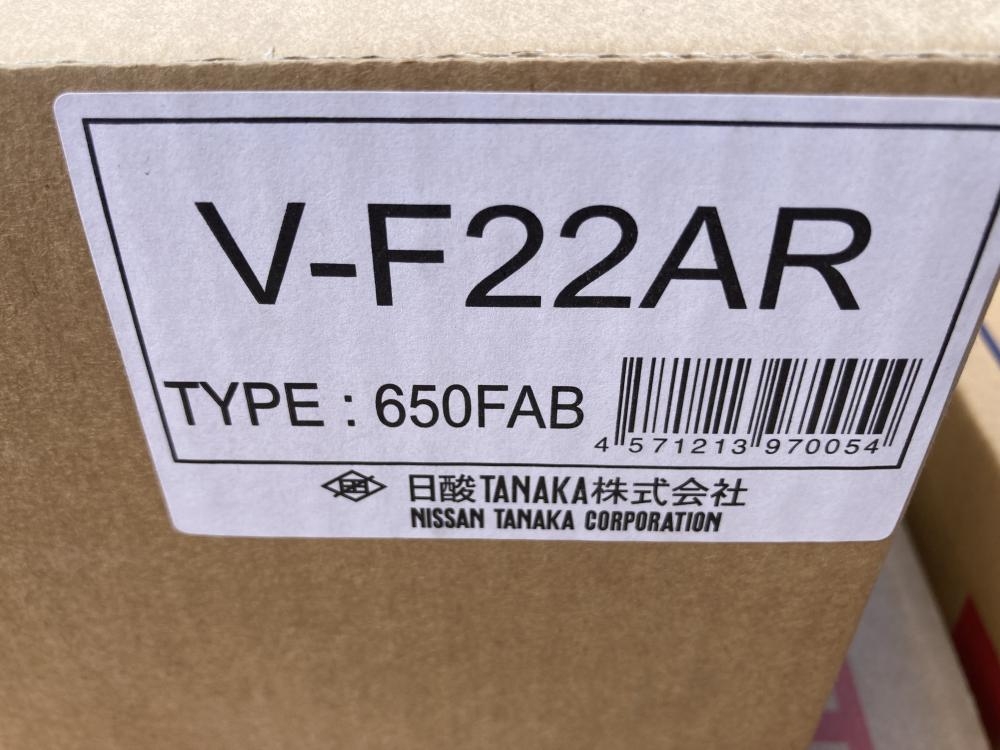 V-F22AR
TYPE : 650FAB
4 571213 970054
日酸TANAKA株式会社
NISSAN TANAKA CORPORATION